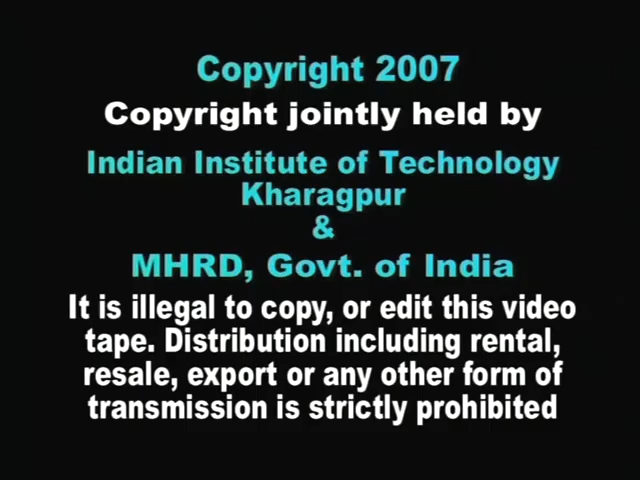 Copyright 2007
Copyright jointly held by
Indian Institute of Technology
Kharagpur
&
MHRD, Govt. of India
It is illegal to copy, or edit this video
tape. Distribution including rental,
resale, export or any other form of
transmission is strictly prohibited